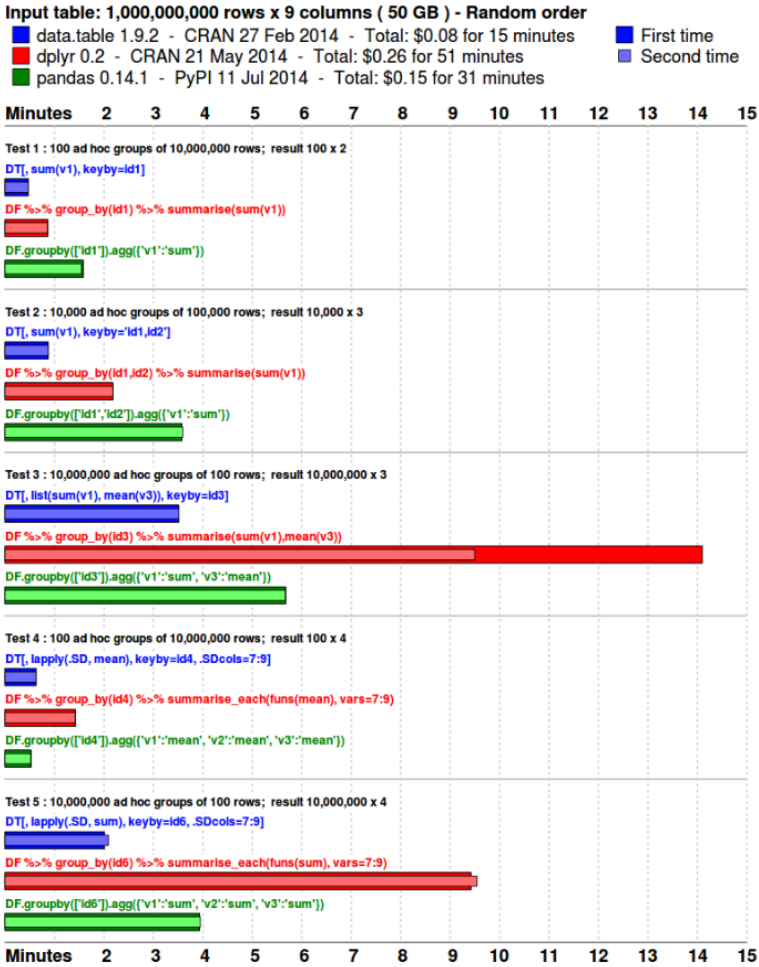 Input table: 1,000,000,000 rows x 9 columns ( 50 GB ) - Random order
data.table 1.9.2 - CRAN 27 Feb 2014 - Total: $0.08 for 15 minutes
First time
dplyr 0.2 - CRAN 21 May 2014 - Total: $0.26 for 51 minutes
Second time
pandas 0.14.1 - PyPI 11 Jul 2014 - Total: $0.15 for 31 minutes
Minutes 2 3 4 5 6 7 8 9 10 11 12 13 14 15
Test 1 : 100 ad hoc groups of 10,000,000 rows; result 100 x 2
DT[, sum(v1), keyby=id1]
DF %>% group_by(id1) %>% summarise(sum(v1))
DF.groupby(['id1']).agg({'v1':'sum'})
Test 2 : 10,000 ad hoc groups of 100,000 rows; result 10,000 x 3
DT[, sum(v1), keyby='id1,id2']
DF %>% group_by(id1,id2) %>% summarise(sum(v1))
DF.groupby(['id1','id2']).agg({'v1':'sum'})
Test 3 : 10,000,000 ad hoc groups of 100 rows; result 10,000,000 x 3
DT[, list(sum(v1), mean(v3)), keyby=id3]
DF %>% group_by(id3) %>% summarise(sum(v1),mean(v3))
DF.groupby(['id3']).agg({'v1':'sum', 'v3':'mean'})
Test 4 : 100 ad hoc groups of 10,000,000 rows; result 100 x 4
DT[, lapply(.SD, mean), keyby=id4, .SDcols=7:9]
DF %>% group_by(id4) %>% summarise_each(funs(mean), vars=7:9)
DF.groupby(['id4']).agg({'v1':'mean', 'v2':'mean', 'v3':'mean'})
Test 5 : 10,000,000 ad hoc groups of 100 rows; result 10,000,000 x 4
DT[, lapply(.SD, sum), keyby=id6, .SDcols=7:9]
DF %>% group_by(id6) %>% summarise_each(funs(sum), vars=7:9)
DF.groupby(['id6']).agg({'v1':'sum', 'v2':'sum', 'v3':'sum'})
Minutes 2 3 4 5 6 7 8 9 10 11 12 13 14 15